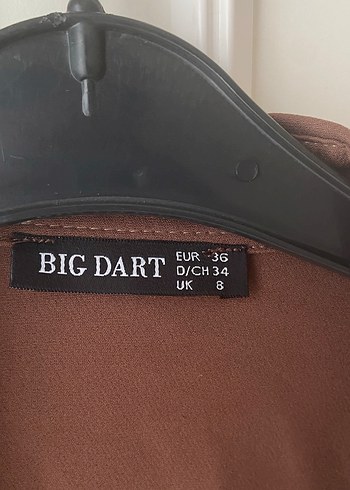 BIG DART
EUR 36
D/CH 34
UK 8